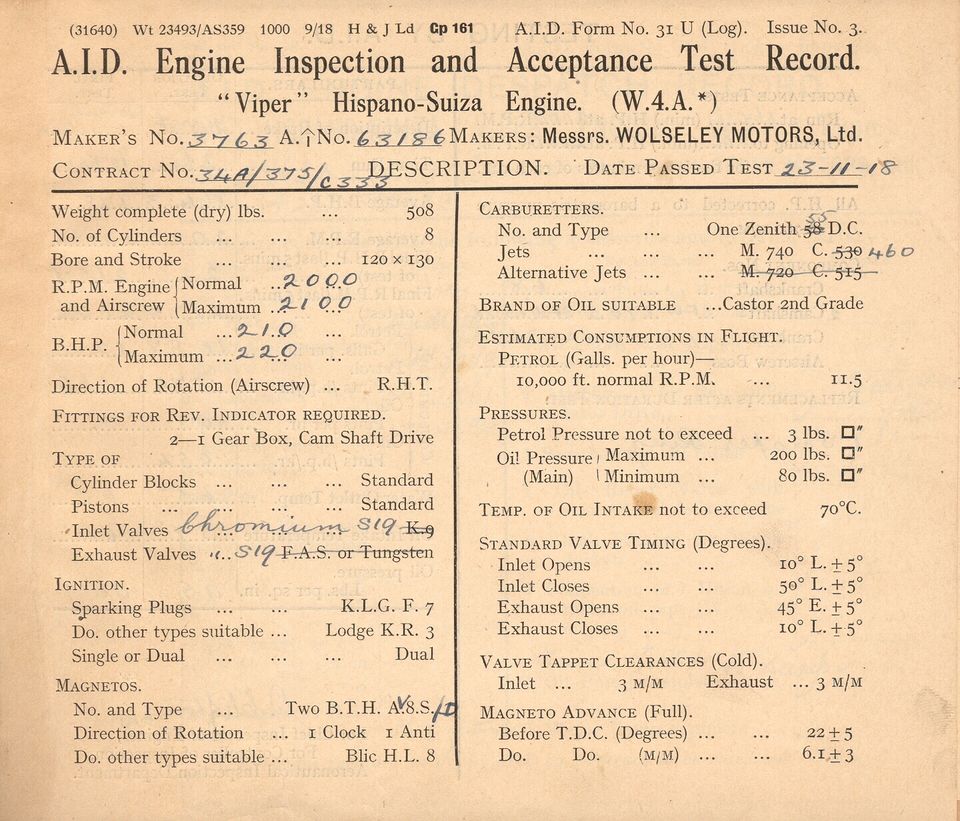 (31640) Wt 23493/AS359 1000 9/18 H & J Ld Gp 161 A.I.D. Form No. 31 U (Log). Issue No. 3.
A.I.D. Engine Inspection and Acceptance Test Record.
"Viper" Hispano-Suiza Engine. (W.4.A.*)
MAKER'S No. 3763 A.↑No. 63186 MAKERS: Messrs. WOLSELEY MOTORS, Ltd.
CONTRACT No. 34A/375/C333 DESCRIPTION. DATE PASSED TEST 23-11-18
Weight complete (dry) lbs. ... 508
No. of Cylinders ... ... ... 8
Bore and Stroke ... ... ... 120 × 130
R.P.M. Engine and Airscrew { Normal ... 2000
Maximum ... 2100
B.H.P. { Normal ... 210
Maximum ... 220
Direction of Rotation (Airscrew) ... R.H.T.
FITTINGS FOR REV. INDICATOR REQUIRED.
2—1 Gear Box, Cam Shaft Drive
TYPE OF
Cylinder Blocks ... ... ... Standard
Pistons ... ... ... Standard
Inlet Valves Chromium S19 K.9
Exhaust Valves " S19 F.A.S. or Tungsten
IGNITION.
Sparking Plugs ... ... K.L.G. F. 7
Do. other types suitable ... Lodge K.R. 3
Single or Dual ... ... ... Dual
MAGNETOS.
No. and Type ... Two B.T.H. A.V8.S./D
Direction of Rotation ... 1 Clock 1 Anti
Do. other types suitable ... Blic H.L. 8
CARBURETTERS.
55
No. and Type ... One Zenith 58 D.C.
Jets ... ... ... M. 740 C. 530 460
Alternative Jets ... ... M. 720 C. 515
BRAND OF OIL SUITABLE ... Castor 2nd Grade
ESTIMATED CONSUMPTIONS IN FLIGHT.
PETROL (Galls. per hour)—
10,000 ft. normal R.P.M. ... 11.5
PRESSURES.
Petrol Pressure not to exceed ... 3 lbs. □"
Oil Pressure { Maximum ... 200 lbs. □"
(Main) { Minimum ... 80 lbs. □"
TEMP. OF OIL INTAKE not to exceed 70°C.
STANDARD VALVE TIMING (Degrees).
Inlet Opens ... ... 10° L. ± 5°
Inlet Closes ... ... 50° L. ± 5°
Exhaust Opens ... ... 45° E. ± 5°
Exhaust Closes ... ... 10° L. ± 5°
VALVE TAPPET CLEARANCES (Cold).
Inlet ... 3 M/M Exhaust ... 3 M/M
MAGNETO ADVANCE (Full).
Before T.D.C. (Degrees) ... ... 22 ± 5
Do. Do. (M/M) ... ... 6.1 ± 3